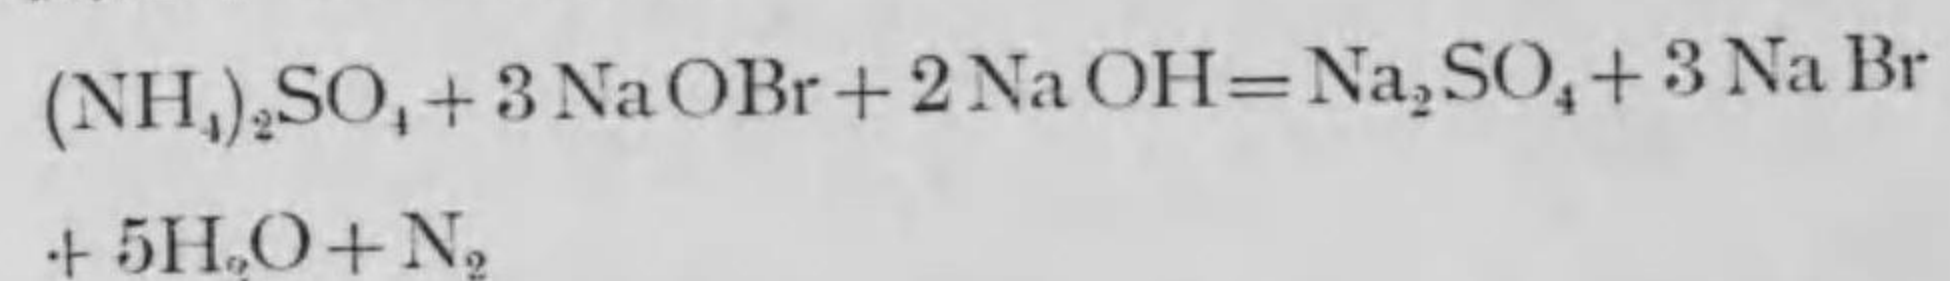 (NH₄)₂SO₄ + 3 NaOBr + 2 NaOH = Na₂SO₄ + 3 NaBr
+ 5H₂O + N₂